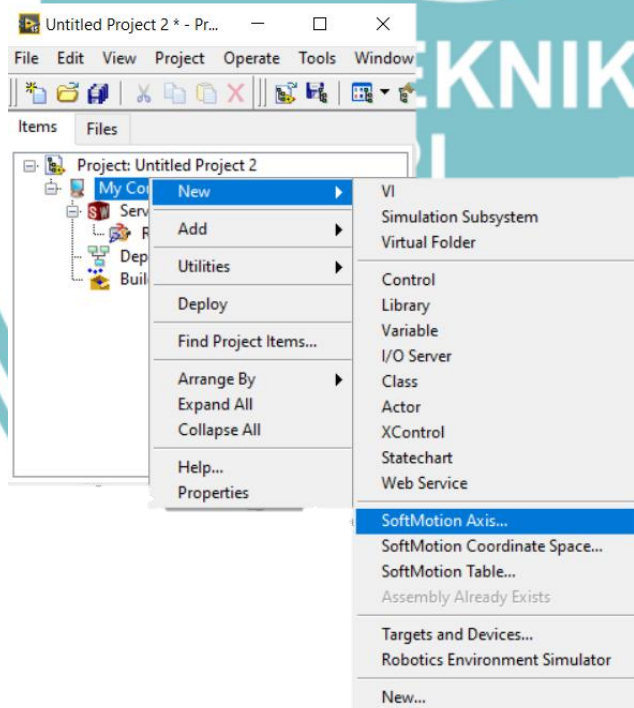 Untitled Project 2 * - Pr...
File Edit View Project Operate Tools Window
EKNIK
Items Files
Project: Untitled Project 2
My Co
Serv
R
Dep
Buil
New
Add
Utilities
Deploy
Find Project Items...
Arrange By
Expand All
Collapse All
Help...
Properties
VI
Simulation Subsystem
Virtual Folder
Control
Library
Variable
I/O Server
Class
Actor
XControl
Statechart
Web Service
SoftMotion Axis...
SoftMotion Coordinate Space...
SoftMotion Table...
Assembly Already Exists
Targets and Devices...
Robotics Environment Simulator
New...